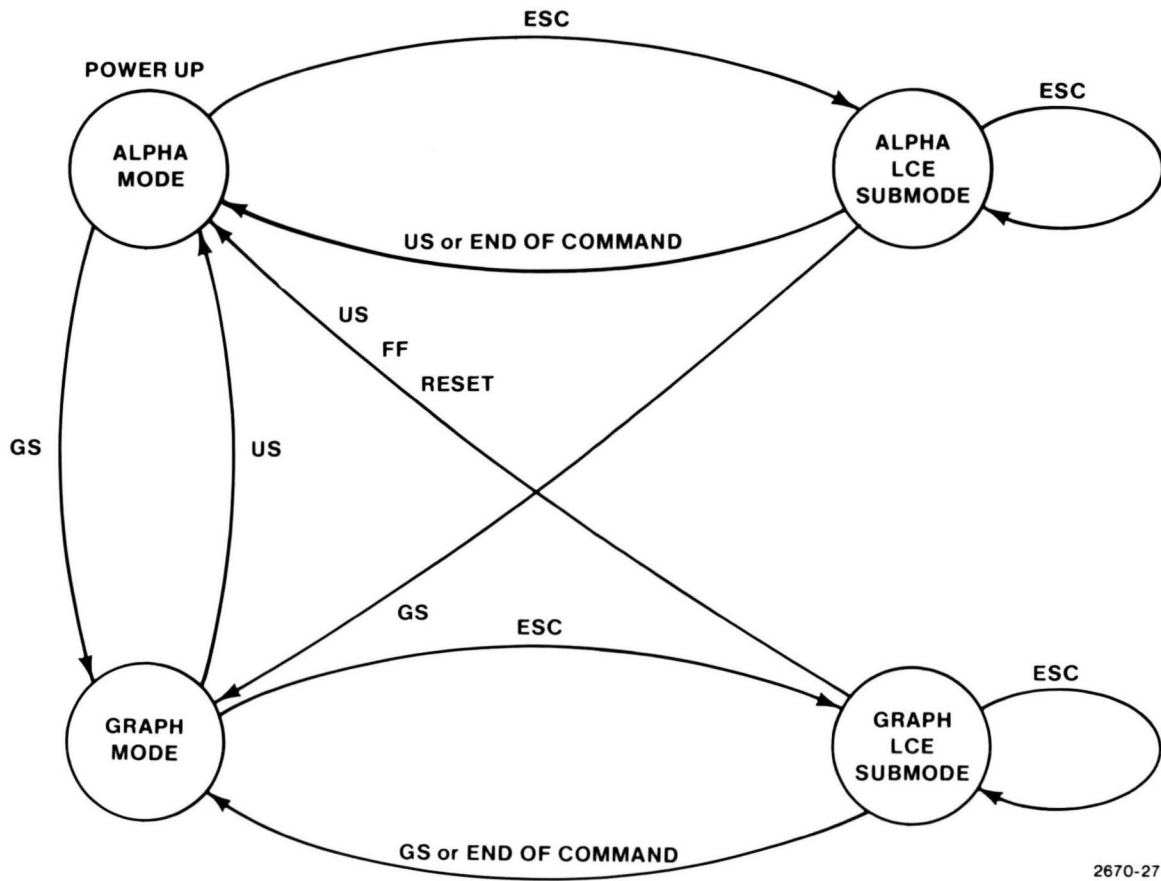 ESC
POWER UP
ALPHA
MODE
ALPHA
LCE
SUBMODE
ESC
US or END OF COMMAND
US
FF
RESET
GS
US
GS
ESC
GRAPH
MODE
GRAPH
LCE
SUBMODE
ESC
GS or END OF COMMAND
2670-27